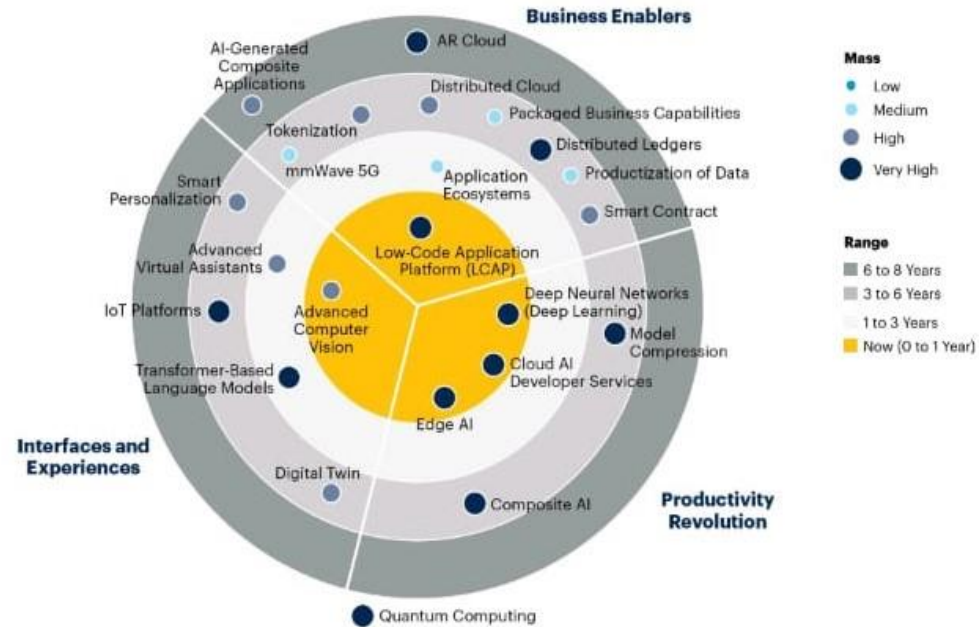 Business Enablers
AR Cloud
AI-Generated
Composite
Applications
Distributed Cloud
Packaged Business Capabilities
Tokenization
Distributed Ledgers
mmWave 5G
Application
Ecosystems
Productization of Data
Smart
Personalization
Smart Contract
Low-Code Application
Platform (LCAP)
Advanced
Virtual Assistants
IoT Platforms
Advanced
Computer
Vision
Deep Neural Networks
(Deep Learning)
Model
Compression
Transformer-Based
Language Models
Cloud AI
Developer Services
Edge AI
Interfaces and
Experiences
Digital Twin
Composite AI
Productivity
Revolution
Quantum Computing
Mass
Low
Medium
High
Very High
Range
6 to 8 Years
3 to 6 Years
1 to 3 Years
Now (0 to 1 Year)